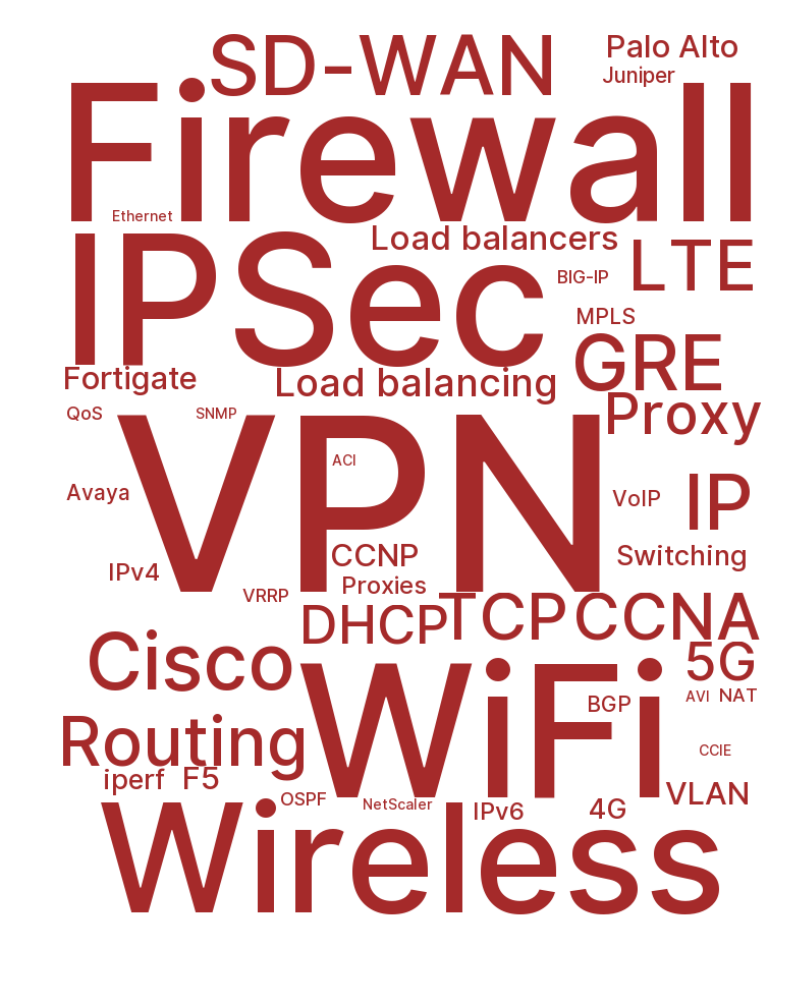 SD-WAN
Palo Alto
Juniper
Firewall
Ethernet
Load balancers
IPSec
LTE
BIG-IP
MPLS
GRE
Fortigate
Load balancing
Proxy
QoS
SNMP
VPN
ACI
Avaya
VoIP
IP
CCNP
Switching
IPv4
Proxies
VRRP
DHCP
TCP
CCNA
Cisco
5G
WiFi
AVI
NAT
BGP
Routing
CCIE
iperf
F5
VLAN
OSPF
NetScaler
IPv6
4G
Wireless